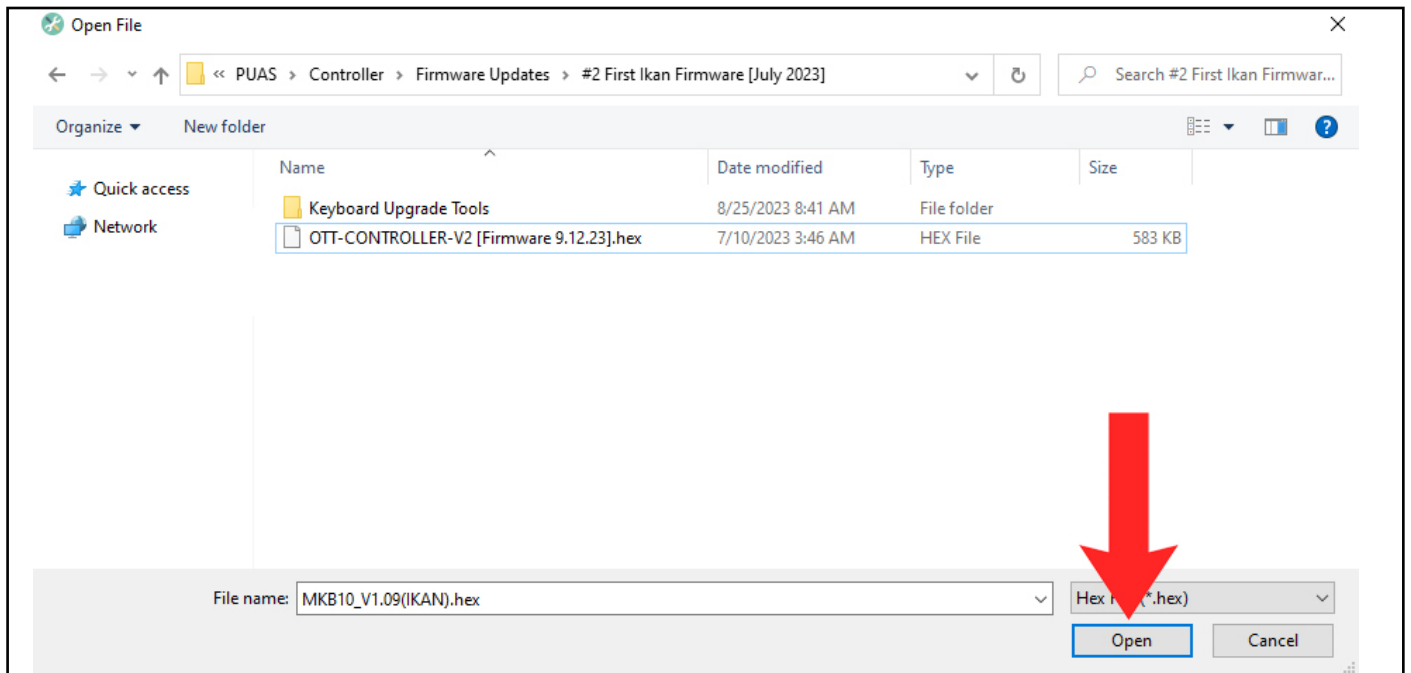 Open File
« PUAS > Controller > Firmware Updates > #2 First Ikan Firmware [July 2023] Search #2 First Ikan Firmwar...
Organize New folder
Name Date modified Type Size
Quick access
Keyboard Upgrade Tools 8/25/2023 8:41 AM File folder
Network
OTT-CONTROLLER-V2 [Firmware 9.12.23].hex 7/10/2023 3:46 AM HEX File 583 KB
File name: MKB10_V1.09(IKAN).hex Hex (*.hex)
Open Cancel